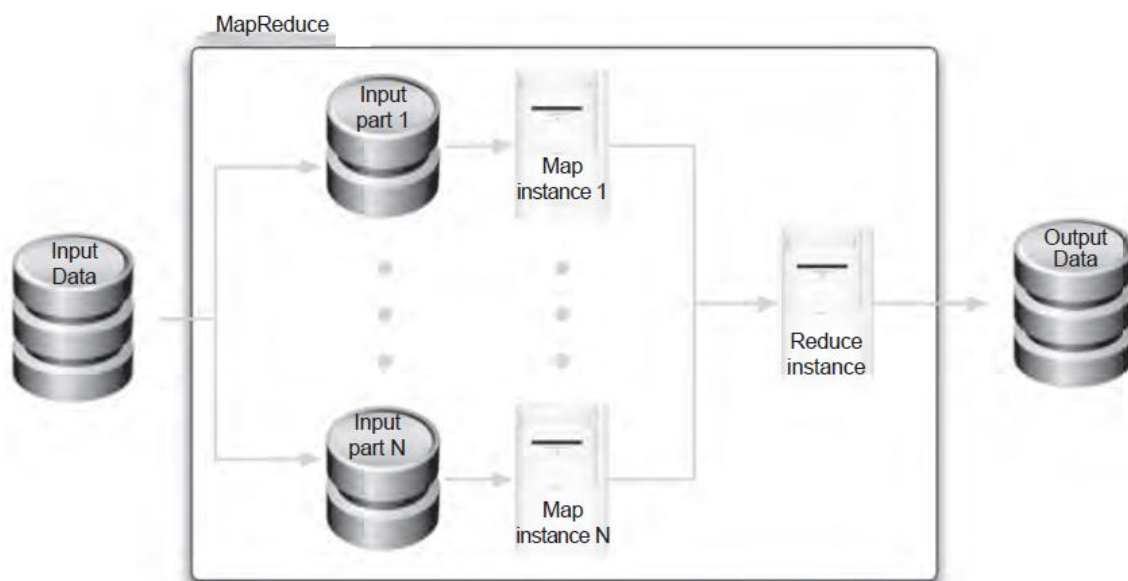 MapReduce
Input
part 1
Map
instance 1
Input
Data
Reduce
instance
Output
Data
Input
part N
Map
instance N